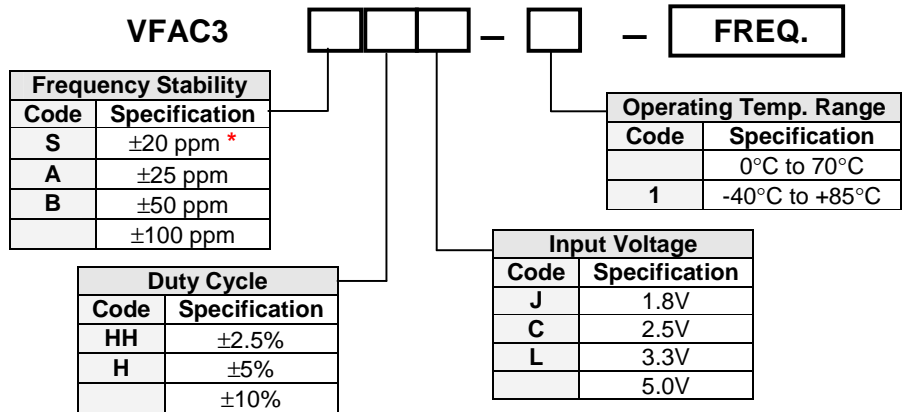 VFAC3 – – FREQ.
Frequency Stability
Code Specification
S ±20 ppm *
A ±25 ppm
B ±50 ppm
±100 ppm
Operating Temp. Range
Code Specification
0°C to 70°C
1 -40°C to +85°C
Duty Cycle
Code Specification
HH ±2.5%
H ±5%
±10%
Input Voltage
Code Specification
J 1.8V
C 2.5V
L 3.3V
5.0V